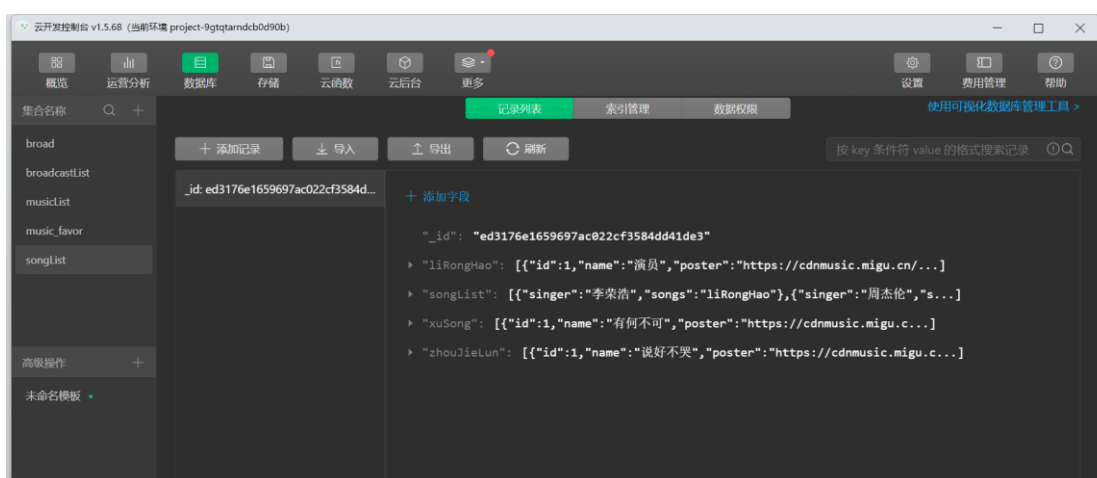 云开发控制台 v1.5.68 (当前环境 project-9gtqtarndcb0d90b)
概览 运营分析 数据库 存储 云函数 云后台 更多 设置 费用管理 帮助
集合名称 记录列表 索引管理 数据权限 使用可视化数据库管理工具 >
broad
broadcastList
musicList
music_favor
songList
高级操作
未命名模板
添加记录 导入 导出 刷新 按 key 条件符 value 的格式搜索记录
_id: ed3176e1659697ac022cf3584d...
+ 添加字段
"_id": "ed3176e1659697ac022cf3584dd41de3"
"liRongHao": [{"id":1,"name":"演员","poster":"https://cdnmusic.migu.cn/...]
"songList": [{"singer":"李荣浩","songs":"liRongHao"},{"singer":"周杰伦","s...]
"xuSong": [{"id":1,"name":"有何不可","poster":"https://cdnmusic.migu.c...]
"zhouJieLun": [{"id":1,"name":"说好不哭","poster":"https://cdnmusic.migu.c...]